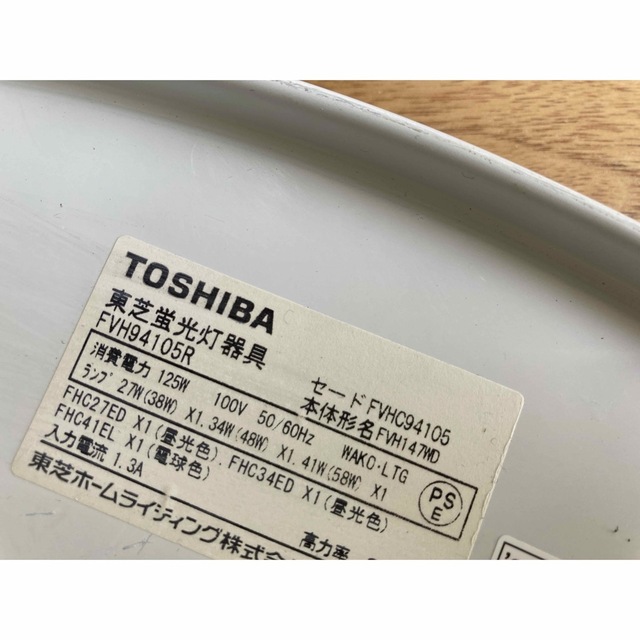 TOSHIBA
東芝蛍光灯器具
FVH94105R セード FVHC94105
消費電力 125W 100V 50/60Hz 本体形名 FVH147WD
ランプ 27W(38W) X1.34W(48W) X1.41W(58W) X1 WAKO・LTG
FHC27ED X1(昼光色).FHC34ED X1(昼光色)
FHC41EL X1(電球色)
入力電流 1.3A 高力率
東芝ホームライティング株式会
PS
E